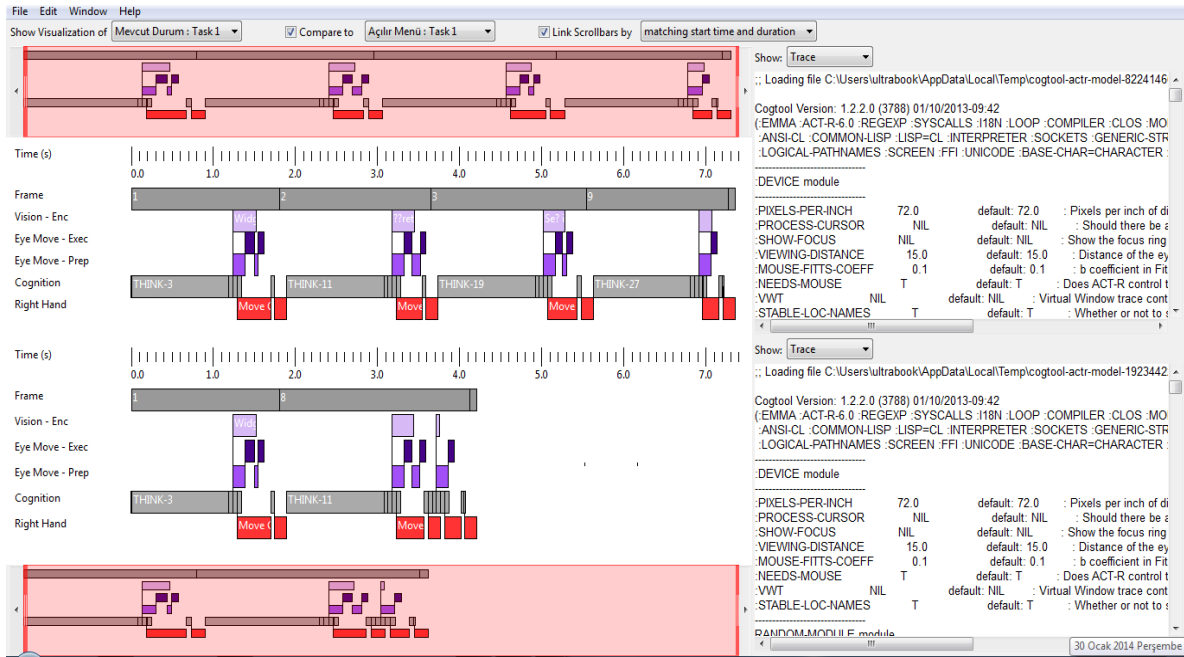 File Edit Window Help
Show Visualization of Mevcut Durum : Task 1 Compare to Açılır Menü : Task 1 Link Scrollbars by matching start time and duration
Show: Trace
;; Loading file C:\Users\ultrabook\AppData\Local\Temp\cogtool-actr-model-8224146
Cogtool Version: 1.2.2.0 (3788) 01/10/2013-09:42
(:EMMA :ACT-R-6.0 :REGEXP :SYSCALLS :I18N :LOOP :COMPILER :CLOS :MO
:ANSI-CL :COMMON-LISP :LISP=CL :INTERPRETER :SOCKETS :GENERIC-STR
:LOGICAL-PATHNAMES :SCREEN :FFI :UNICODE :BASE-CHAR=CHARACTER :
--------------------------------
:DEVICE module
--------------------------------
:PIXELS-PER-INCH 72.0 default: 72.0 : Pixels per inch of di
:PROCESS-CURSOR NIL default: NIL : Should there be a
:SHOW-FOCUS NIL default: NIL : Show the focus ring
:VIEWING-DISTANCE 15.0 default: 15.0 : Distance of the ey
:MOUSE-FITTS-COEFF 0.1 default: 0.1 : b coefficient in Fit
:NEEDS-MOUSE T default: T : Does ACT-R control t
:VWT NIL default: NIL : Virtual Window trace cont
:STABLE-LOC-NAMES T default: T : Whether or not to s
Time (s)
0.0 1.0 2.0 3.0 4.0 5.0 6.0 7.0
Frame 1 2 3 9
Vision - Enc Widg ??ret Se?
Eye Move - Exec
Eye Move - Prep
Cognition THINK-3 THINK-11 THINK-19 THINK-27
Right Hand Move Move Move
Time (s)
0.0 1.0 2.0 3.0 4.0 5.0 6.0 7.0
Frame 1 8
Vision - Enc Widg
Eye Move - Exec
Eye Move - Prep
Cognition THINK-3 THINK-11
Right Hand Move Move
Show: Trace
;; Loading file C:\Users\ultrabook\AppData\Local\Temp\cogtool-actr-model-1923442
Cogtool Version: 1.2.2.0 (3788) 01/10/2013-09:42
(:EMMA :ACT-R-6.0 :REGEXP :SYSCALLS :I18N :LOOP :COMPILER :CLOS :MO
:ANSI-CL :COMMON-LISP :LISP=CL :INTERPRETER :SOCKETS :GENERIC-STR
:LOGICAL-PATHNAMES :SCREEN :FFI :UNICODE :BASE-CHAR=CHARACTER :
--------------------------------
:DEVICE module
--------------------------------
:PIXELS-PER-INCH 72.0 default: 72.0 : Pixels per inch of di
:PROCESS-CURSOR NIL default: NIL : Should there be a
:SHOW-FOCUS NIL default: NIL : Show the focus ring
:VIEWING-DISTANCE 15.0 default: 15.0 : Distance of the ey
:MOUSE-FITTS-COEFF 0.1 default: 0.1 : b coefficient in Fit
:NEEDS-MOUSE T default: T : Does ACT-R control t
:VWT NIL default: NIL : Virtual Window trace cont
:STABLE-LOC-NAMES T default: T : Whether or not to s
--------------------------------
RANDOM-MODULE module
30 Ocak 2014 Perşembe